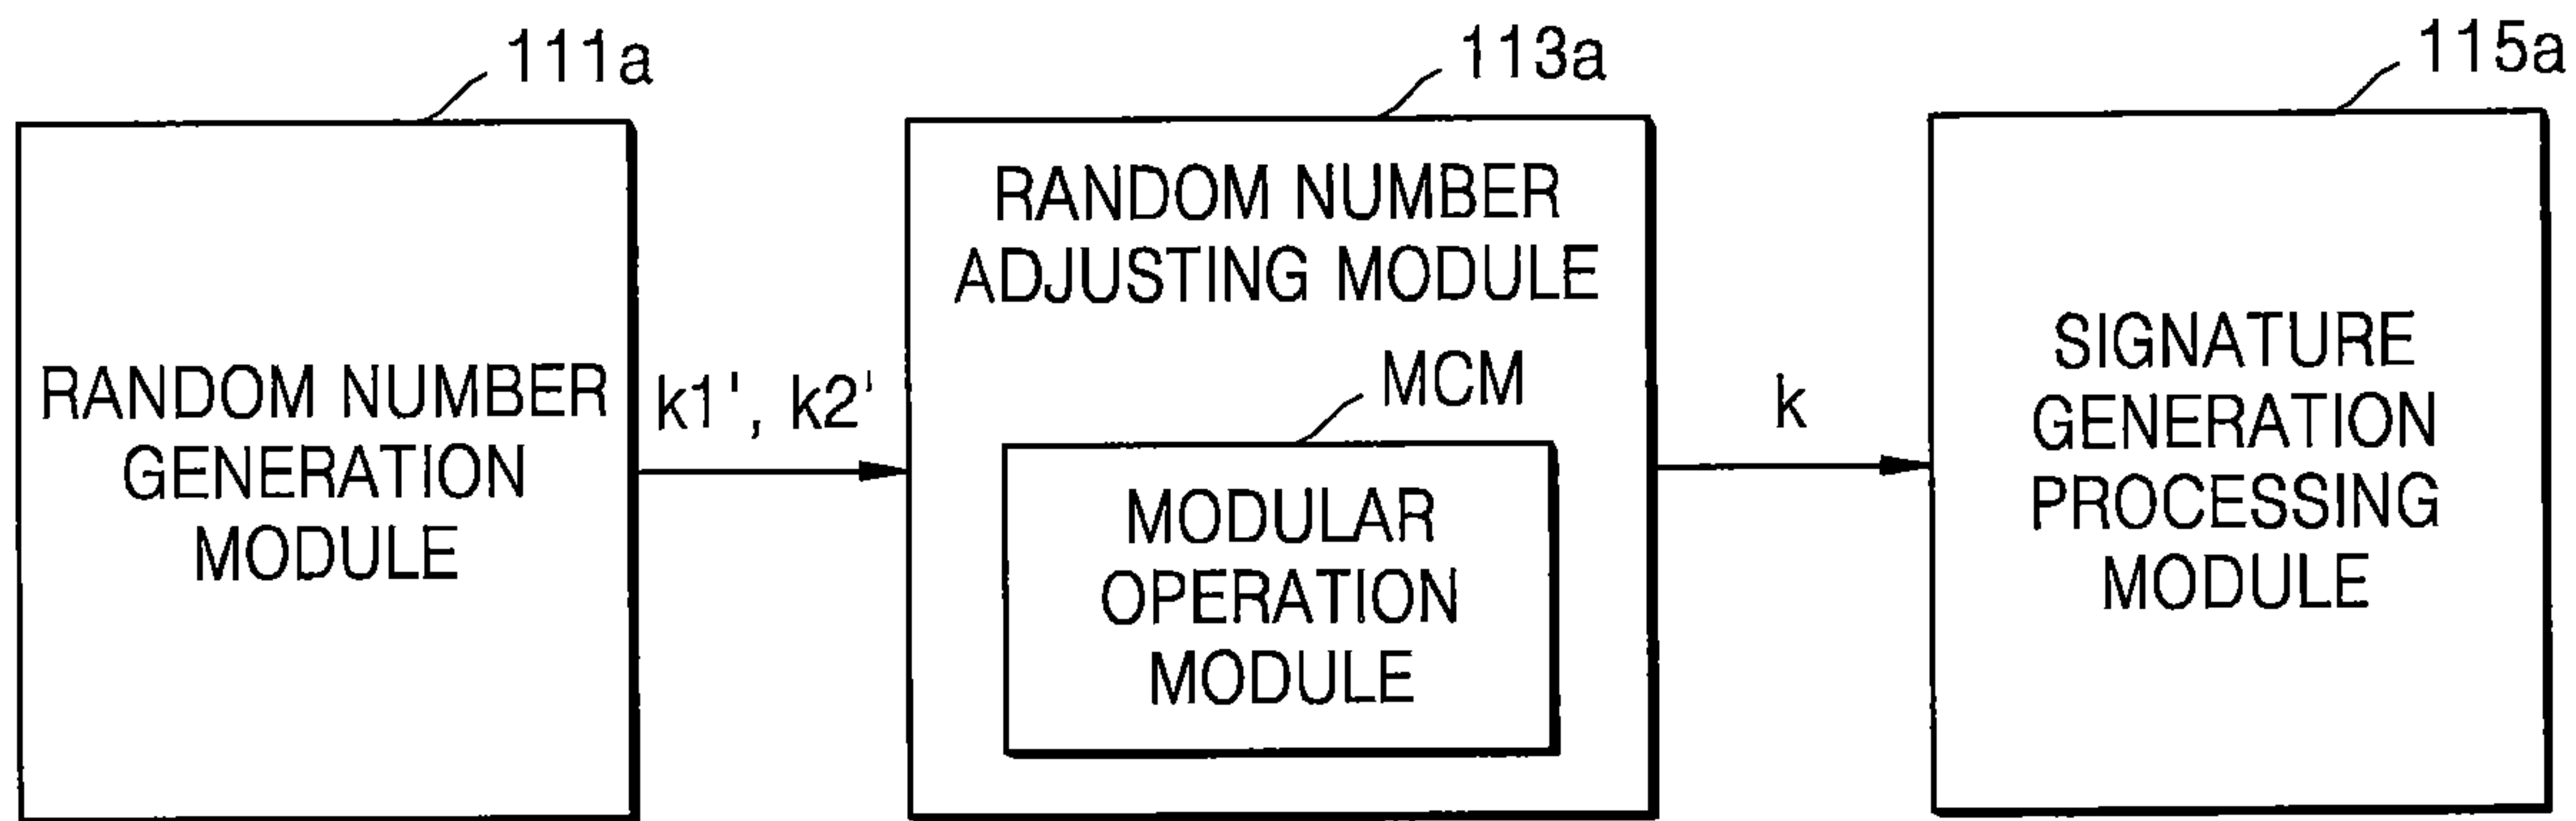 111a
113a
115a
RANDOM NUMBER
GENERATION
MODULE
k1', k2'
RANDOM NUMBER
ADJUSTING MODULE
MCM
MODULAR
OPERATION
MODULE
k
SIGNATURE
GENERATION
PROCESSING
MODULE